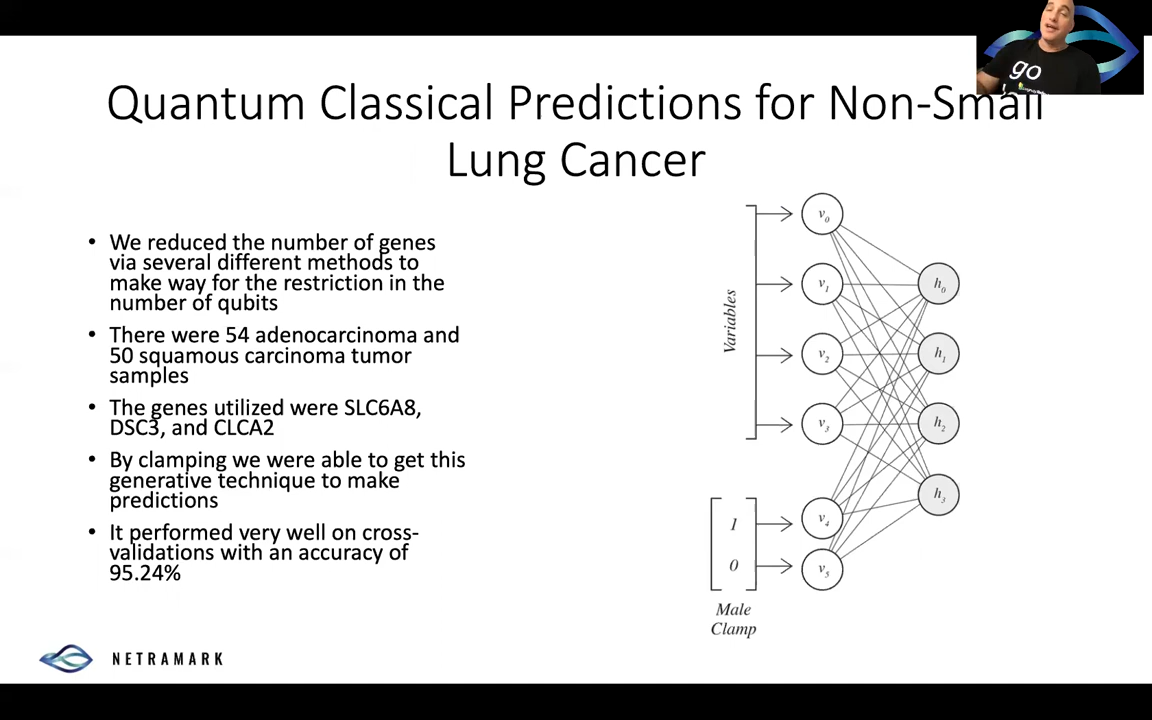 go
Quantum Classical Predictions for Non-Small
Lung Cancer
• We reduced the number of genes
via several different methods to
make way for the restriction in the
number of qubits
• There were 54 adenocarcinoma and
50 squamous carcinoma tumor
samples
• The genes utilized were SLC6A8,
DSC3, and CLCA2
• By clamping we were able to get this
generative technique to make
predictions
• It performed very well on cross-
validations with an accuracy of
95.24%
Variables
v0
v1
v2
v3
v4
v5
h0
h1
h2
h3
1
0
Male
Clamp
NETRAMARK